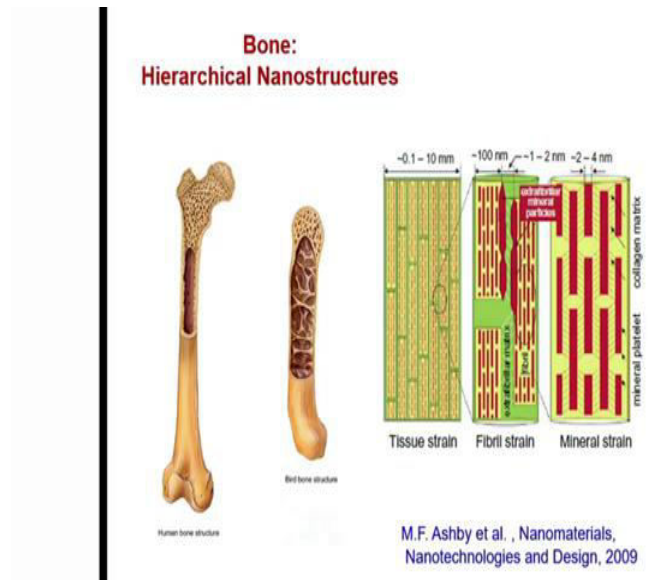 Bone:
Hierarchical Nanostructures
~0.1 – 10 mm
~100 nm
~1 – 2 nm
~2 – 4 nm
extrafibrillar
mineral
particles
extrafibrillar matrix
fibril
collagen matrix
mineral platelet
Tissue strain
Fibril strain
Mineral strain
Human bone structure
Bird bone structure
M.F. Ashby et al. , Nanomaterials,
Nanotechnologies and Design, 2009